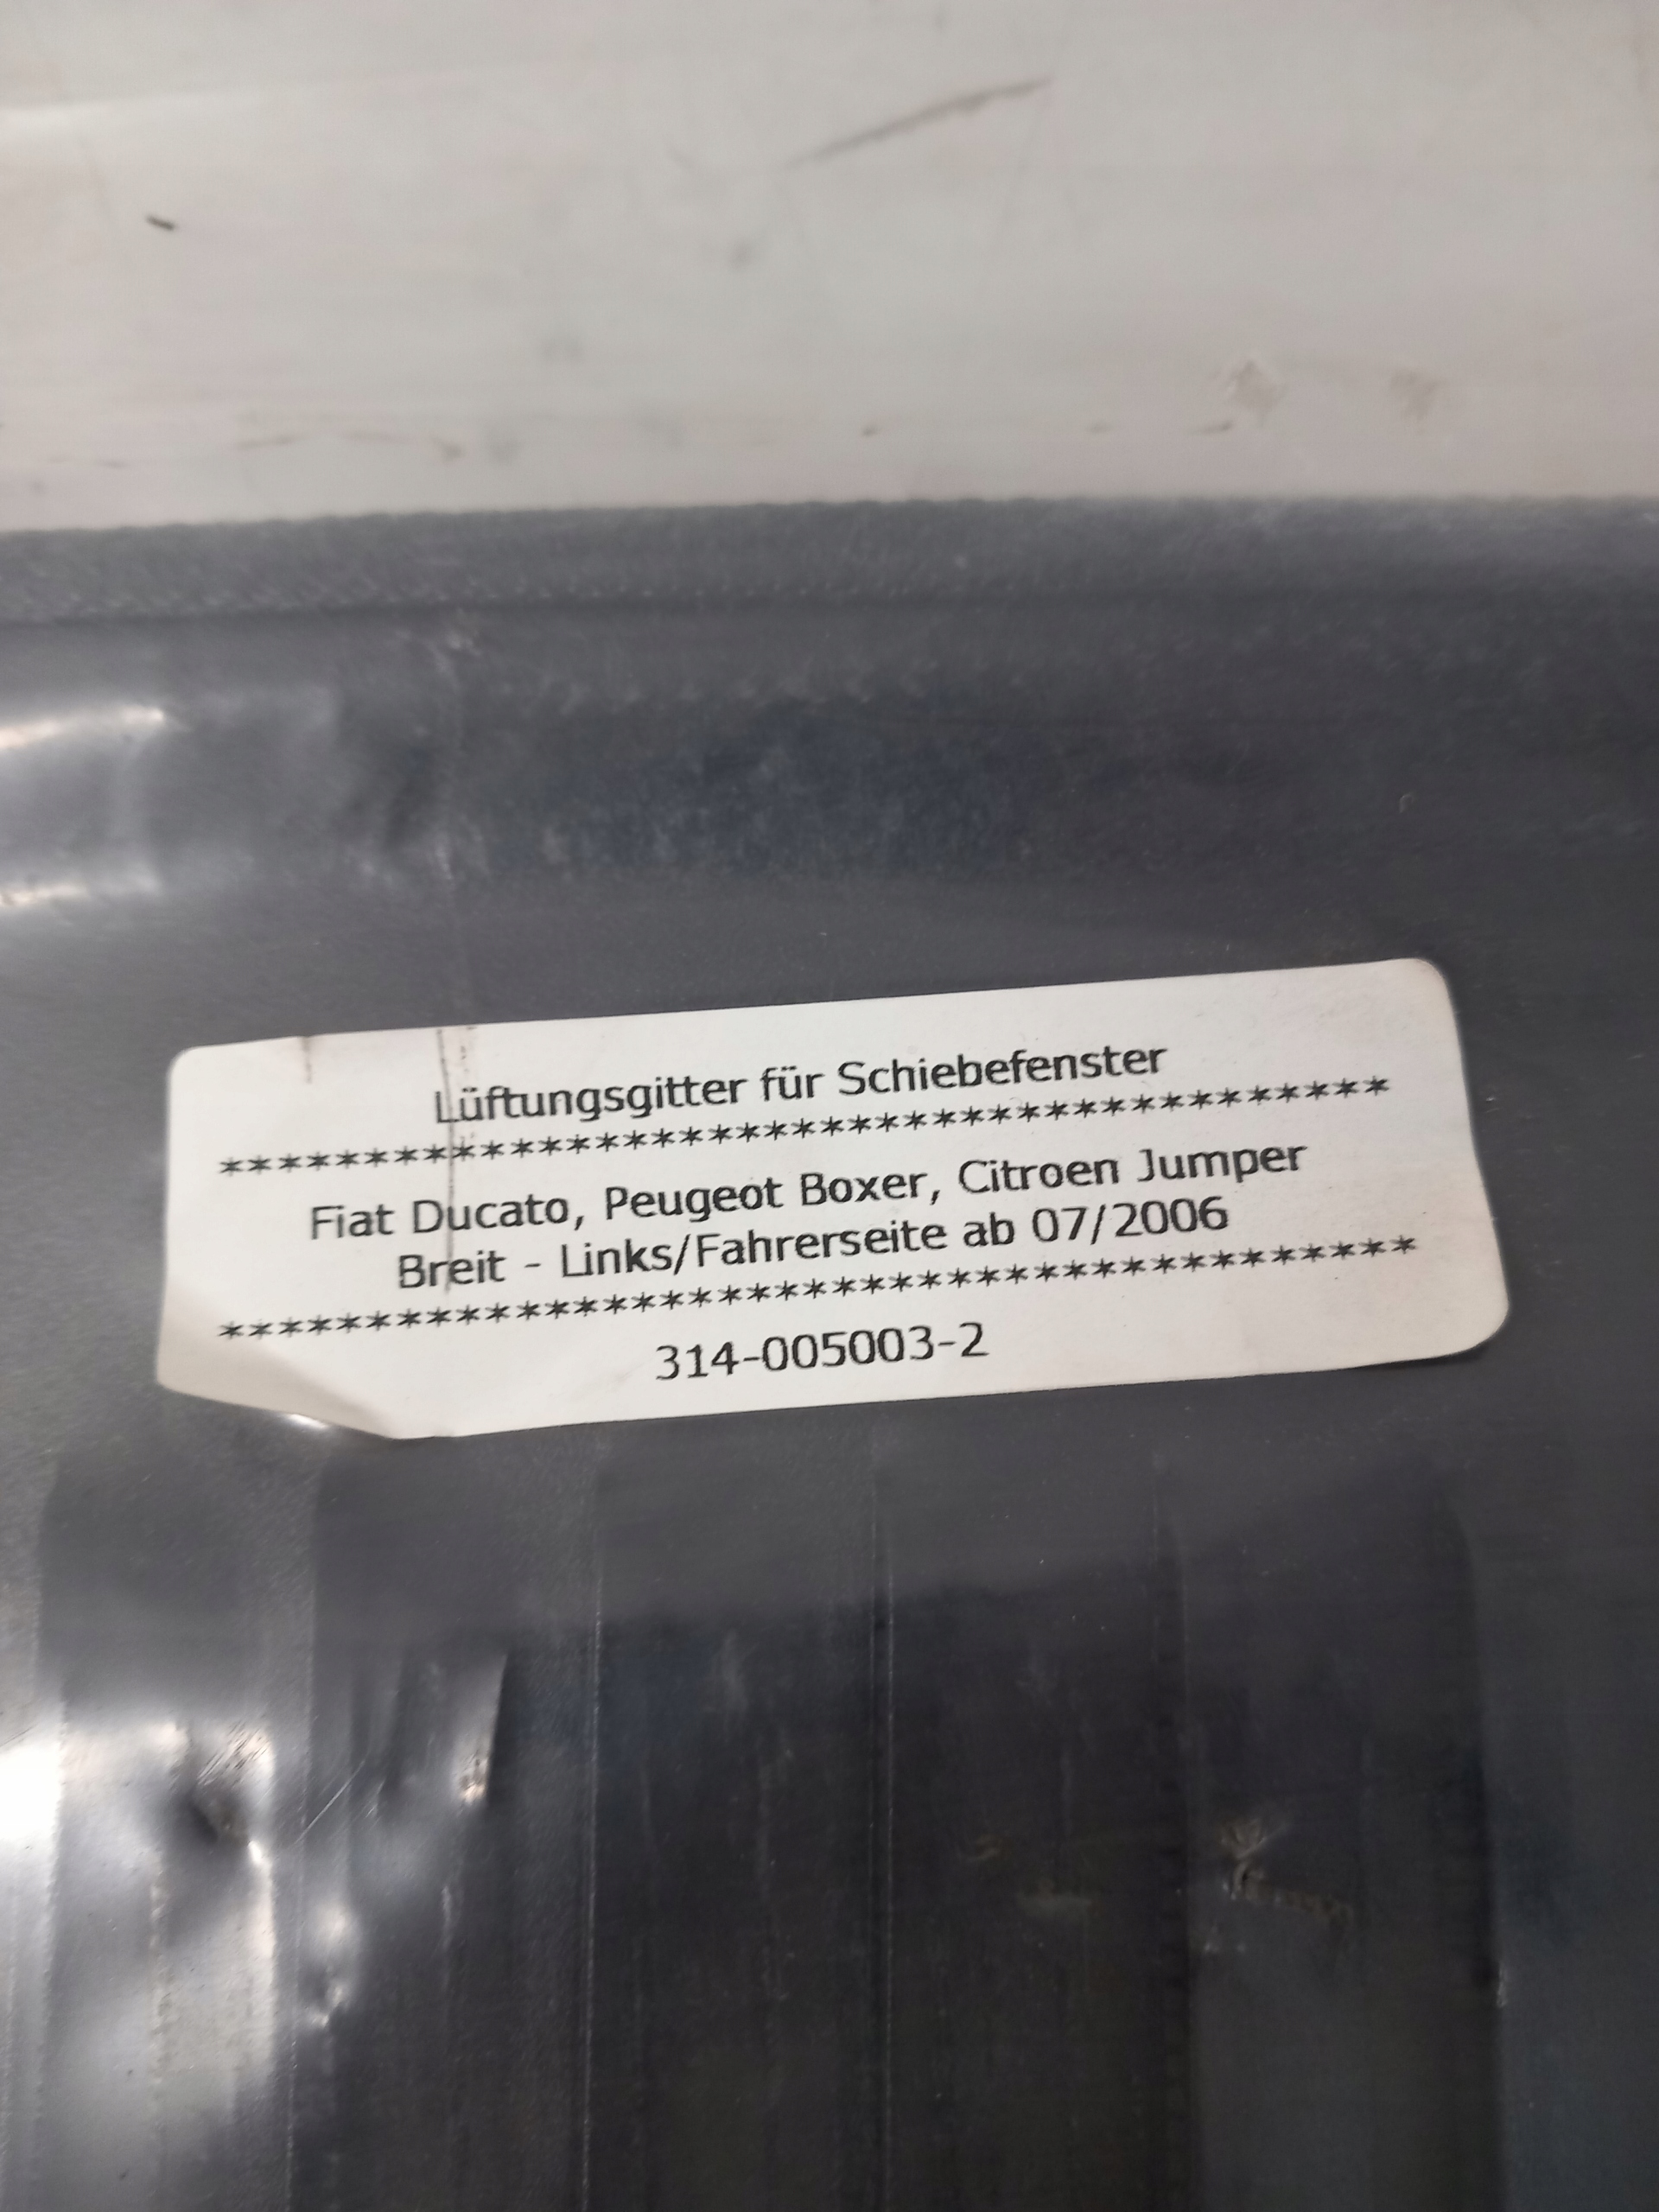 Lüftungsgitter für Schiebefenster
*****************************************
Fiat Ducato, Peugeot Boxer, Citroen Jumper
Breit - Links/Fahrerseite ab 07/2006
*****************************************
314-005003-2